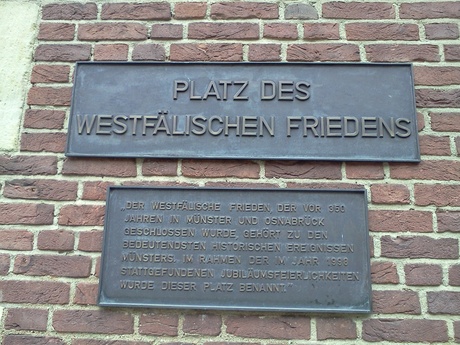 PLATZ DES
WESTFÄLISCHEN FRIEDENS
„DER WESTFÄLISCHE FRIEDEN, DER VOR 350
JAHREN IN MÜNSTER UND OSNABRÜCK
GESCHLOSSEN WURDE, GEHÖRT ZU DEN
BEDEUTENDSTEN HISTORISCHEN EREIGNISSEN
MÜNSTERS. IM RAHMEN DER IM JAHR 1998
STATTGEFUNDENEN JUBILÄUMSFEIERLICHKEITEN
WURDE DIESER PLATZ BENANNT.“